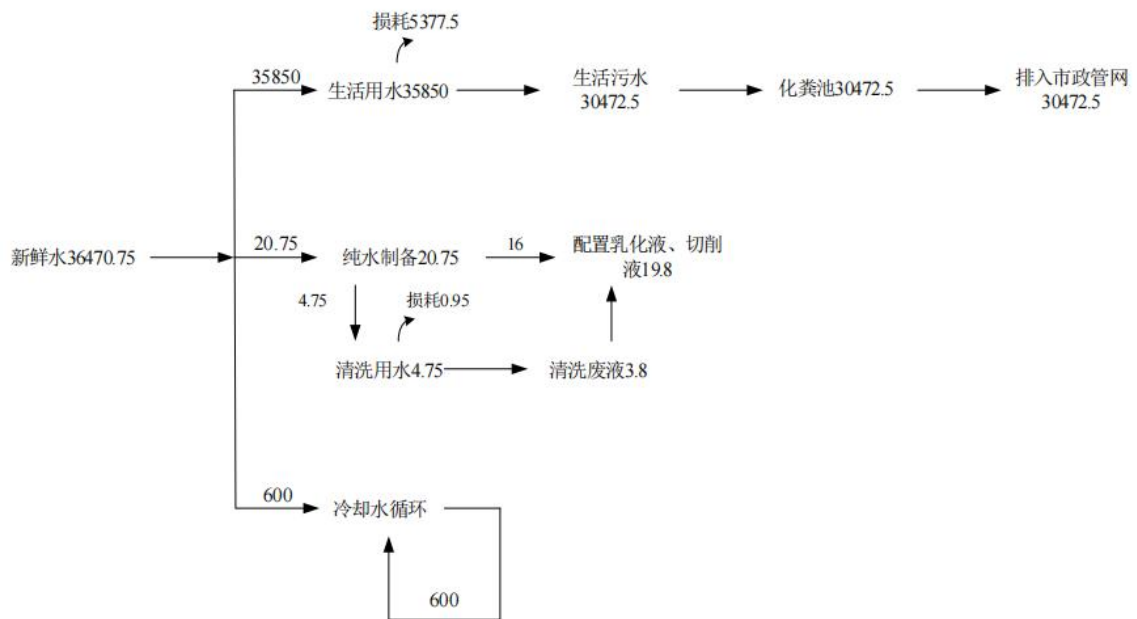 损耗5377.5
35850
生活用水35850
生活污水
30472.5
化粪池30472.5
排入市政管网
30472.5
新鲜水36470.75
20.75
纯水制备20.75
16
配置乳化液、切削
液19.8
4.75
损耗0.95
清洗用水4.75
清洗废液3.8
600
冷却水循环
600